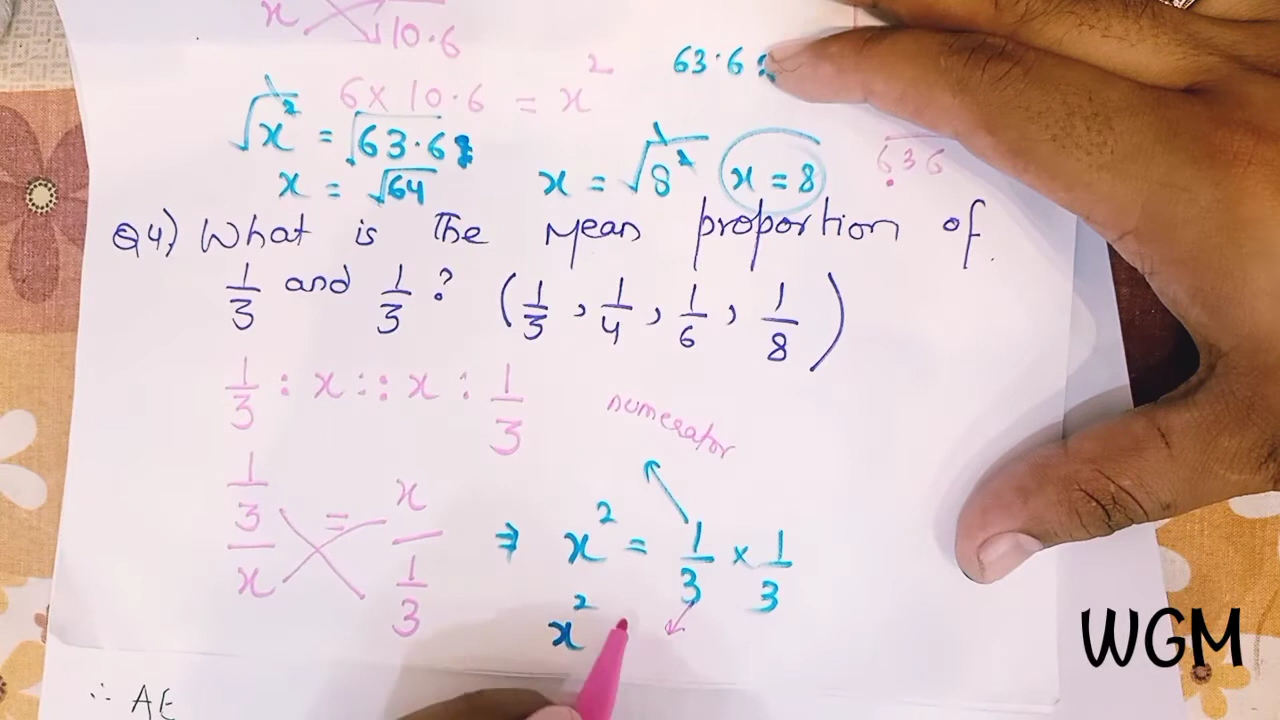 x √10.6
6 × 10.6 = x²
63.6
√x² = √63.6
x = √64
x = √8²
x = 8
636
Q4) What is The Mean proportion of
1/3 and 1/3 ? (1/3, 1/4, 1/6, 1/8)
1/3 : x :: x : 1/3
numerator
1/3 / x = x / 1/3
⇒ x² = 1/3 × 1/3
x²
∴ AE
WGM